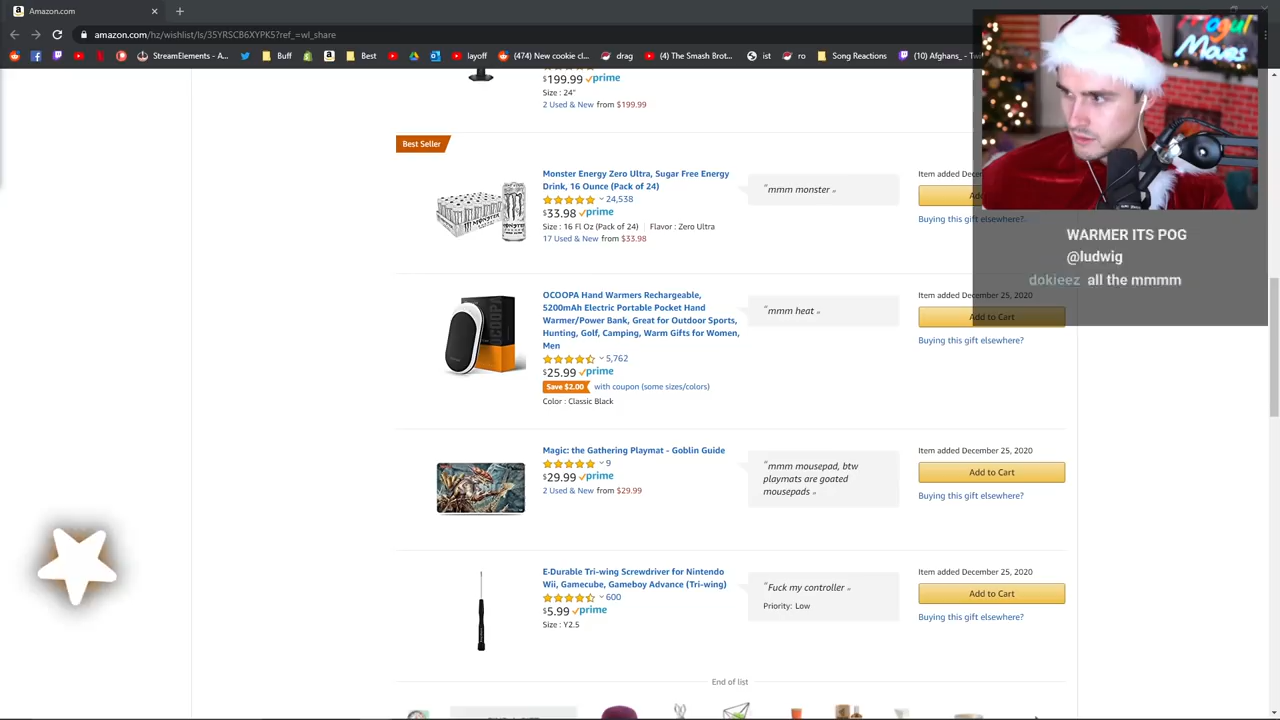 Amazon.com
amazon.com/hz/wishlist/ls/35YRSCB6XYPK5?ref_=wl_share
StreamElements - A...
Best
layoff
(474) New cookie cl...
drag
(4) The Smash Brot...
ist
ro
Song Reactions
(10) Afghans_ - Twi
Mogul
Moves
$199.99 prime
Size : 24"
2 Used & New from $199.99
Best Seller
Monster Energy Zero Ultra, Sugar Free Energy
Drink, 16 Ounce (Pack of 24)
24,538
$33.98 prime
Size : 16 Fl Oz (Pack of 24) | Flavor : Zero Ultra
17 Used & New from $33.98
"mmm monster "
Item added Decem
Add
Buying this gift elsewhere?
WARMER ITS POG
@ludwig
dokieez all the mmmm
OCOOPA Hand Warmers Rechargeable,
5200mAh Electric Portable Pocket Hand
Warmer/Power Bank, Great for Outdoor Sports,
Hunting, Golf, Camping, Warm Gifts for Women,
Men
5,762
$25.99 prime
Save $2.00 with coupon (some sizes/colors)
Color : Classic Black
OCOOPA
"mmm heat "
Item added December 25, 2020
Add to Cart
Buying this gift elsewhere?
Magic: the Gathering Playmat - Goblin Guide
9
$29.99 prime
2 Used & New from $29.99
"mmm mousepad, btw
playmats are goated
mousepads "
Item added December 25, 2020
Add to Cart
Buying this gift elsewhere?
E-Durable Tri-wing Screwdriver for Nintendo
Wii, Gamecube, Gameboy Advance (Tri-wing)
600
$5.99 prime
Size : Y2.5
"Fuck my controller "
Priority: Low
Item added December 25, 2020
Add to Cart
Buying this gift elsewhere?
End of list